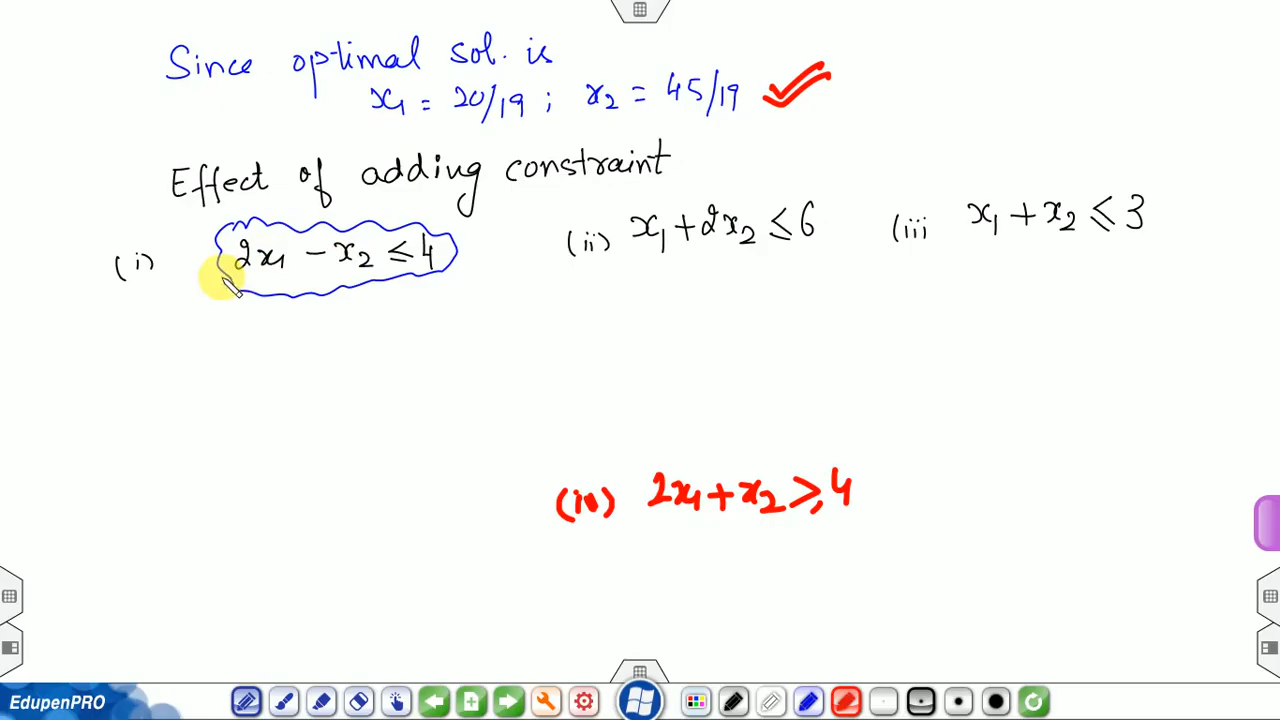 Since optimal sol. is
x₁ = 20/19 ; x₂ = 45/19
Effect of adding constraint
(i) 2x₁ - x₂ ≤ 4 (ii) x₁ + 2x₂ ≤ 6 (iii x₁ + x₂ ≤ 3
(iv) 2x₁ + x₂ ≥ 4
EdupenPRO